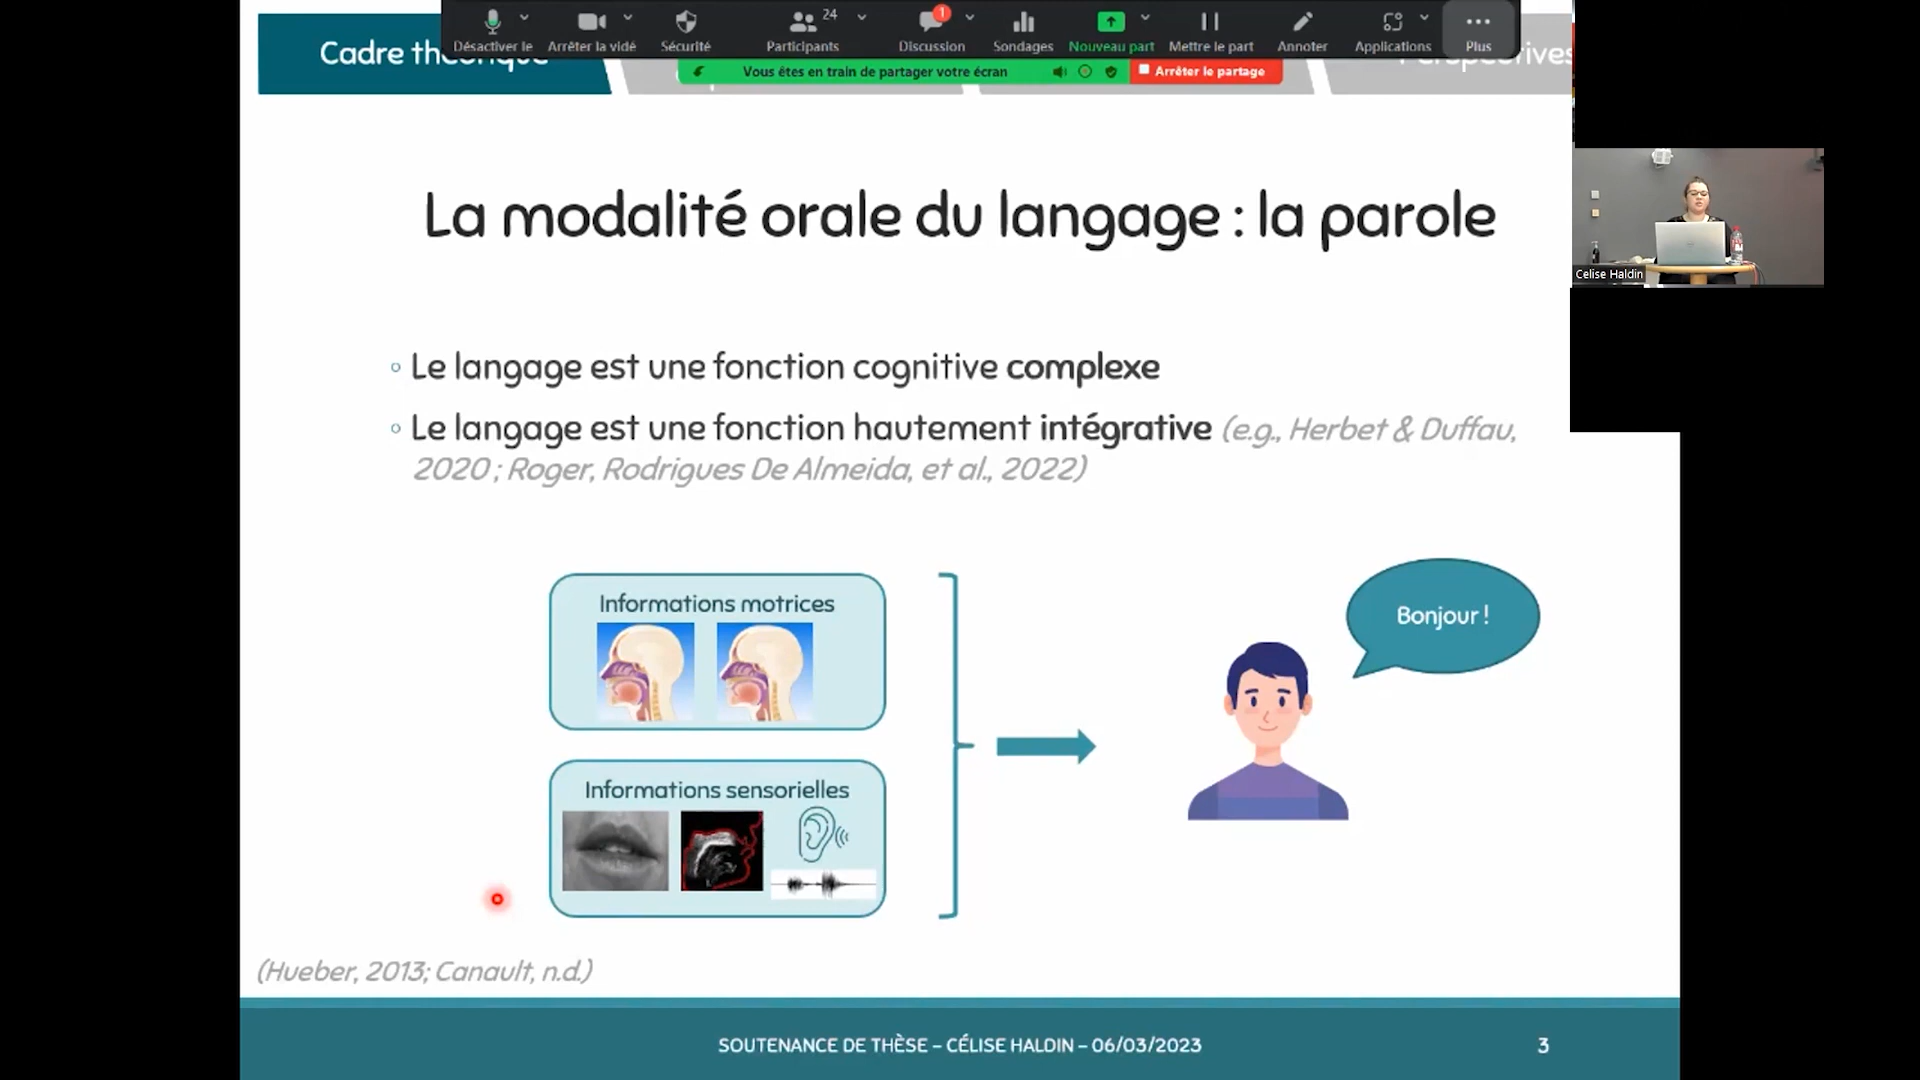 24
1
Désactiver le
Arrêter la vidé
Sécurité
Participants
Discussion
Sondages
Nouveau part
Mettre le part
Annoter
Applications
Plus
Vous êtes en train de partager votre écran
Arrêter le partage
Cadre théorique
Perspectives
La modalité orale du langage : la parole
Celise Haldin
◦ Le langage est une fonction cognitive complexe
◦ Le langage est une fonction hautement intégrative (e.g., Herbet & Duffau,
2020 ; Roger, Rodrigues De Almeida, et al., 2022)
Informations motrices
Bonjour !
Informations sensorielles
(Hueber, 2013; Canault, n.d.)
SOUTENANCE DE THÈSE – CÉLISE HALDIN – 06/03/2023
3